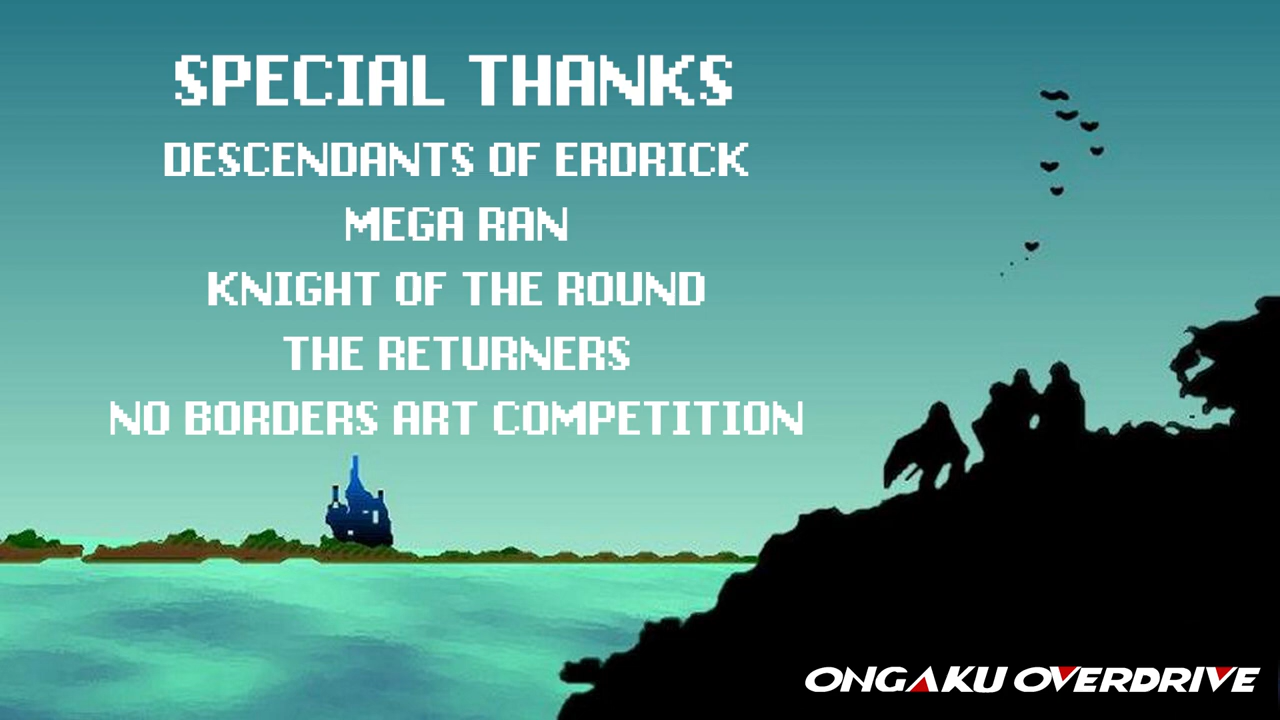 SPECIAL THANKS
DESCENDANTS OF ERDRICK
MEGA RAN
KNIGHT OF THE ROUND
THE RETURNERS
NO BORDERS ART COMPETITION
ONGAKU OVERDRIVE